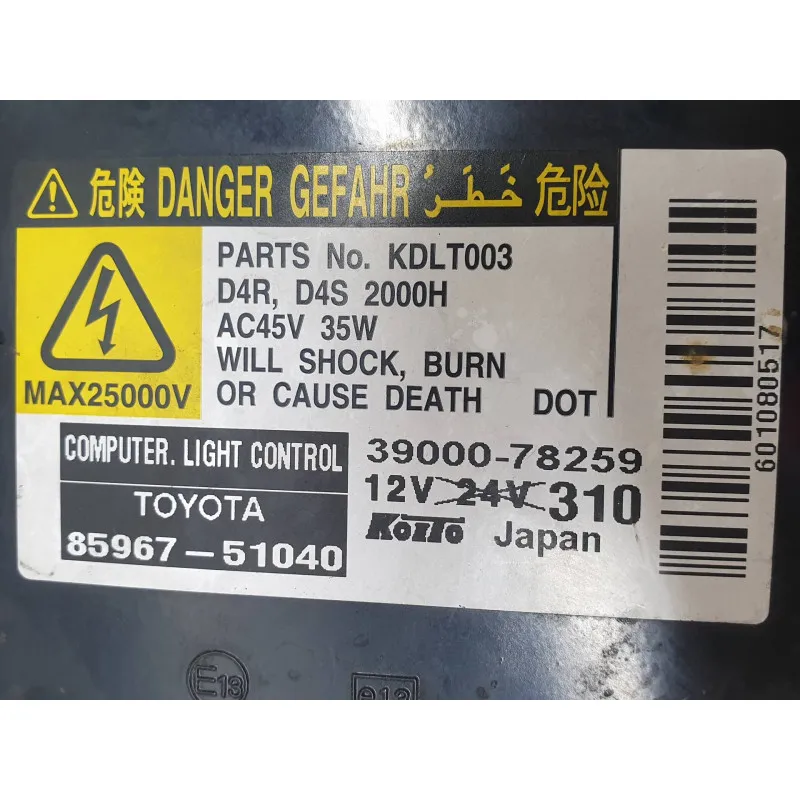 危険 DANGER GEFAHR خَطَرٌ 危险
PARTS No. KDLT003
D4R, D4S 2000H
AC45V 35W
WILL SHOCK, BURN
OR CAUSE DEATH DOT
MAX25000V
COMPUTER. LIGHT CONTROL
TOYOTA
85967-51040
39000-78259
12V 24V 310
KOITO Japan
601080517
E13
e13